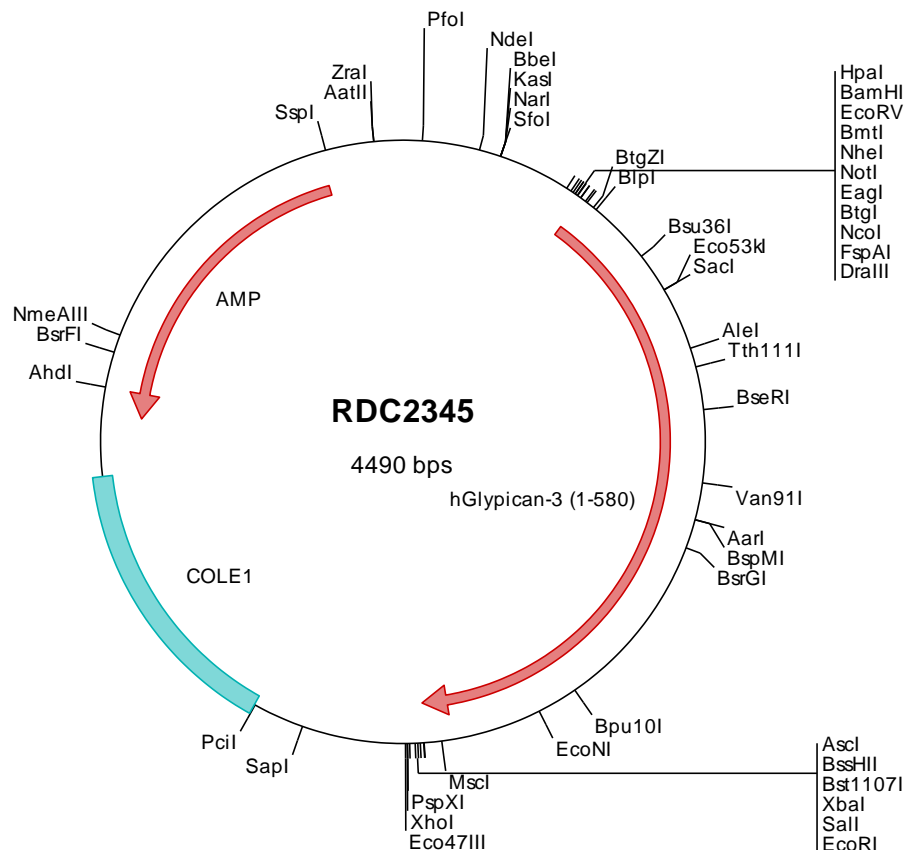 PfoI
NdeI
BbeI
KasI
NarI
SfoI
ZraI
AatII
SspI
HpaI
BamHI
EcoRV
BmtI
NheI
NotI
EagI
BtgI
NcoI
FspAI
DraIII
BtgZI
BlpI
Bsu36I
Eco53kI
SacI
AMP
NmeAIII
BsrFI
AhdI
AleI
Tth111I
BseRI
RDC2345
4490 bps
hGlypican-3 (1-580)
Van91I
AarI
BspMI
BsrGI
COLE1
PciI
SapI
Bpu10I
EcoNI
MscI
PspXI
XhoI
Eco47III
AscI
BssHII
Bst1107I
XbaI
SalI
EcoRI